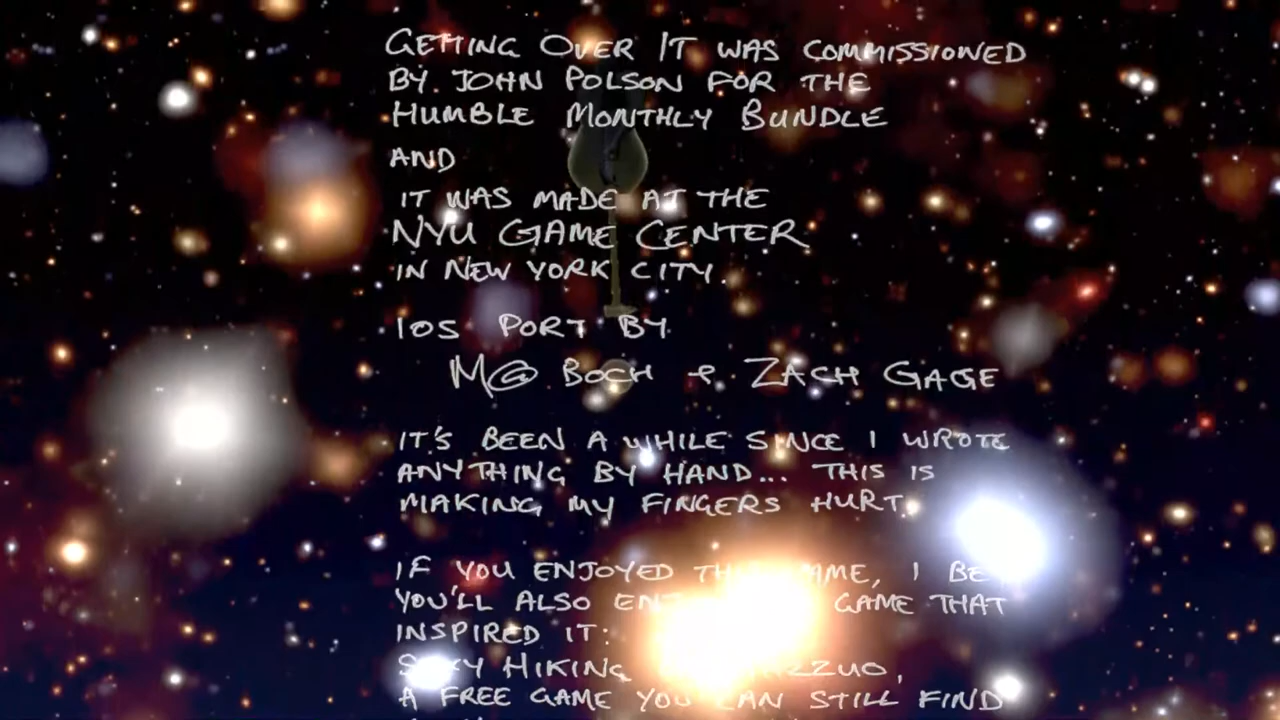 GETTING OVER IT WAS COMMISSIONED
BY JOHN POLSON FOR THE
HUMBLE MONTHLY BUNDLE
AND
IT WAS MADE AT THE
NYU GAME CENTER
IN NEW YORK CITY.
IOS PORT BY
M@ BOCH & ZACH GAGE
IT'S BEEN A WHILE SINCE I WROTE
ANYTHING BY HAND... THIS IS
MAKING MY FINGERS HURT.
IF YOU ENJOYED THIS GAME, I BET
YOU'LL ALSO GAME THAT
INSPIRED IT:
SEXY HIKING
A FREE GAME YOU CAN STILL FIND